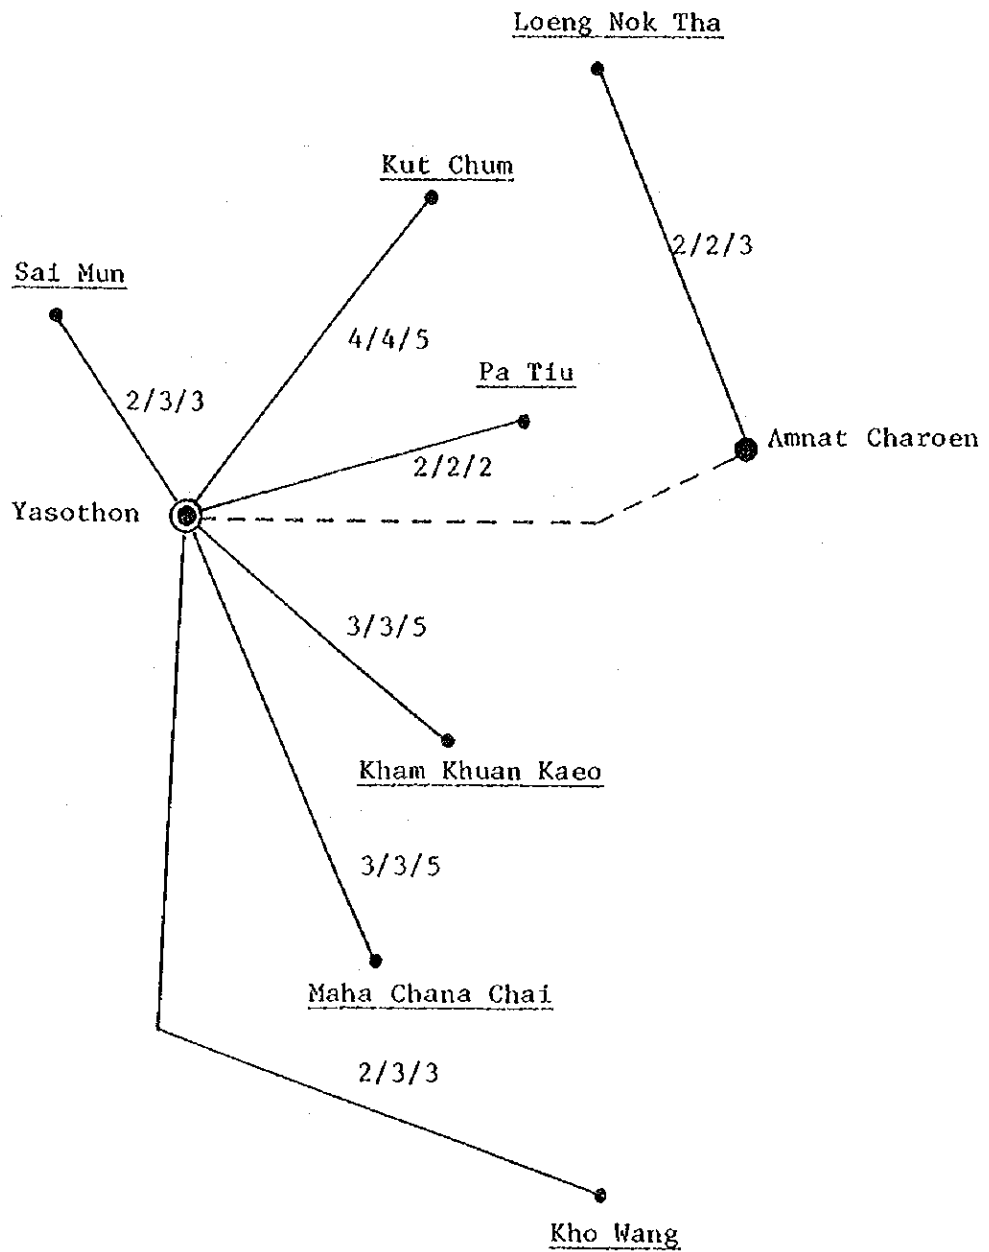 Loeng Nok Tha
Kut Chum
2/2/3
Sai Mun
4/4/5
Pa Tiu
2/3/3
Amnat Charoen
2/2/2
Yasothon
3/3/5
Kham Khuan Kaeo
3/3/5
Maha Chana Chai
2/3/3
Kho Wang